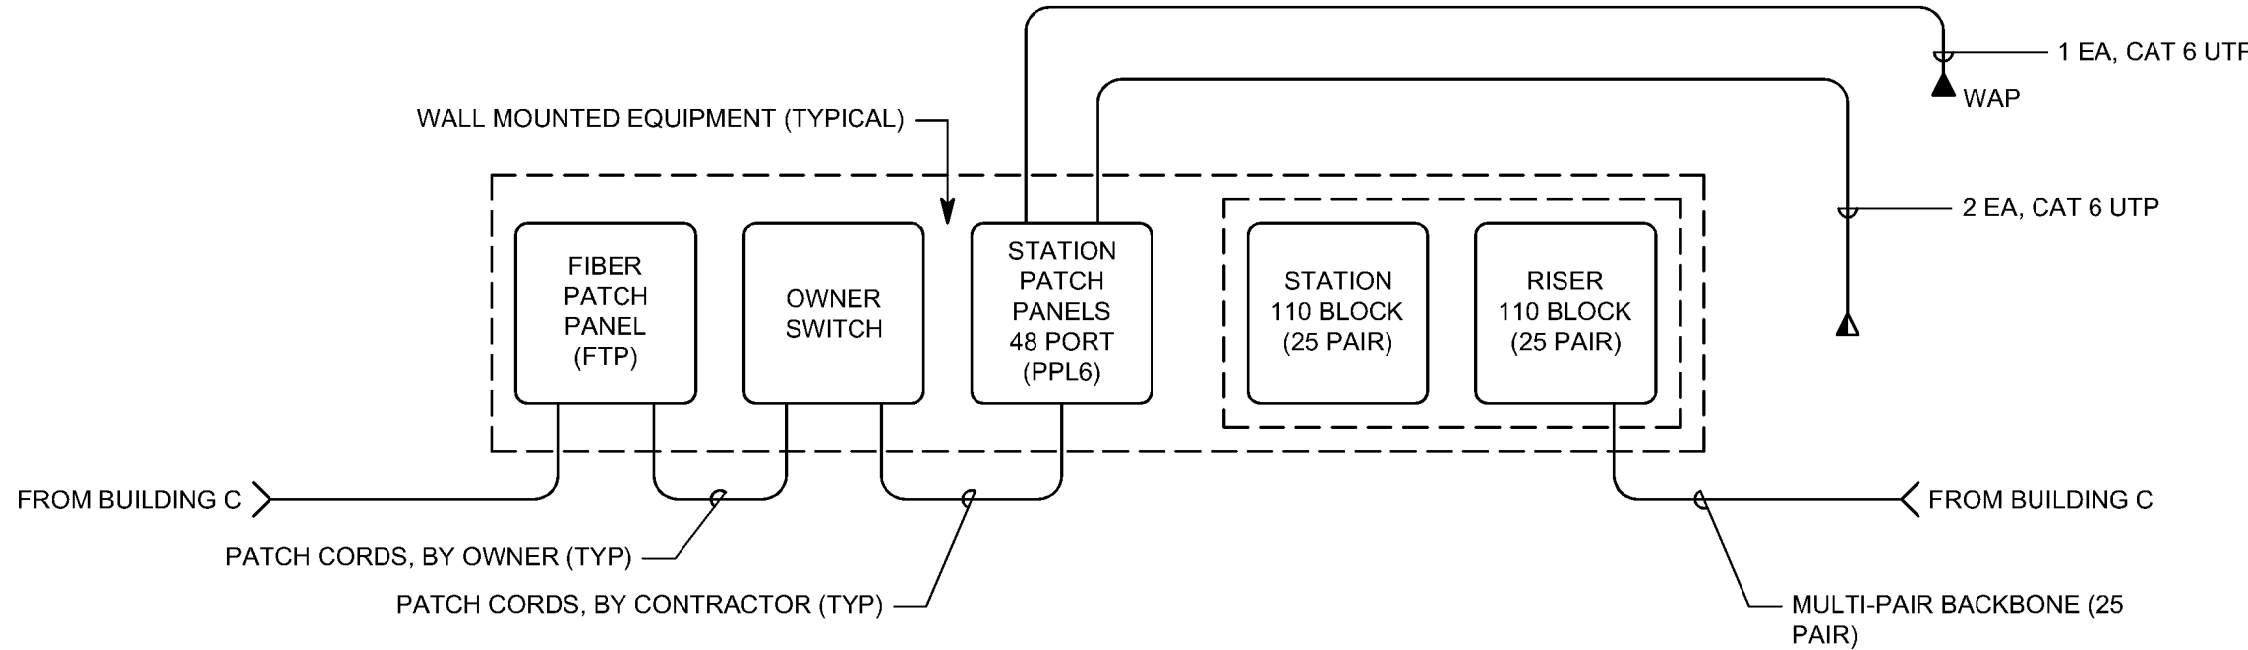 1 EA, CAT 6 UTP
WAP
WALL MOUNTED EQUIPMENT (TYPICAL)
2 EA, CAT 6 UTP
FIBER
PATCH
PANEL
(FTP)
OWNER
SWITCH
STATION
PATCH
PANELS
48 PORT
(PPL6)
STATION
110 BLOCK
(25 PAIR)
RISER
110 BLOCK
(25 PAIR)
FROM BUILDING C
FROM BUILDING C
PATCH CORDS, BY OWNER (TYP)
PATCH CORDS, BY CONTRACTOR (TYP)
MULTI-PAIR BACKBONE (25
PAIR)